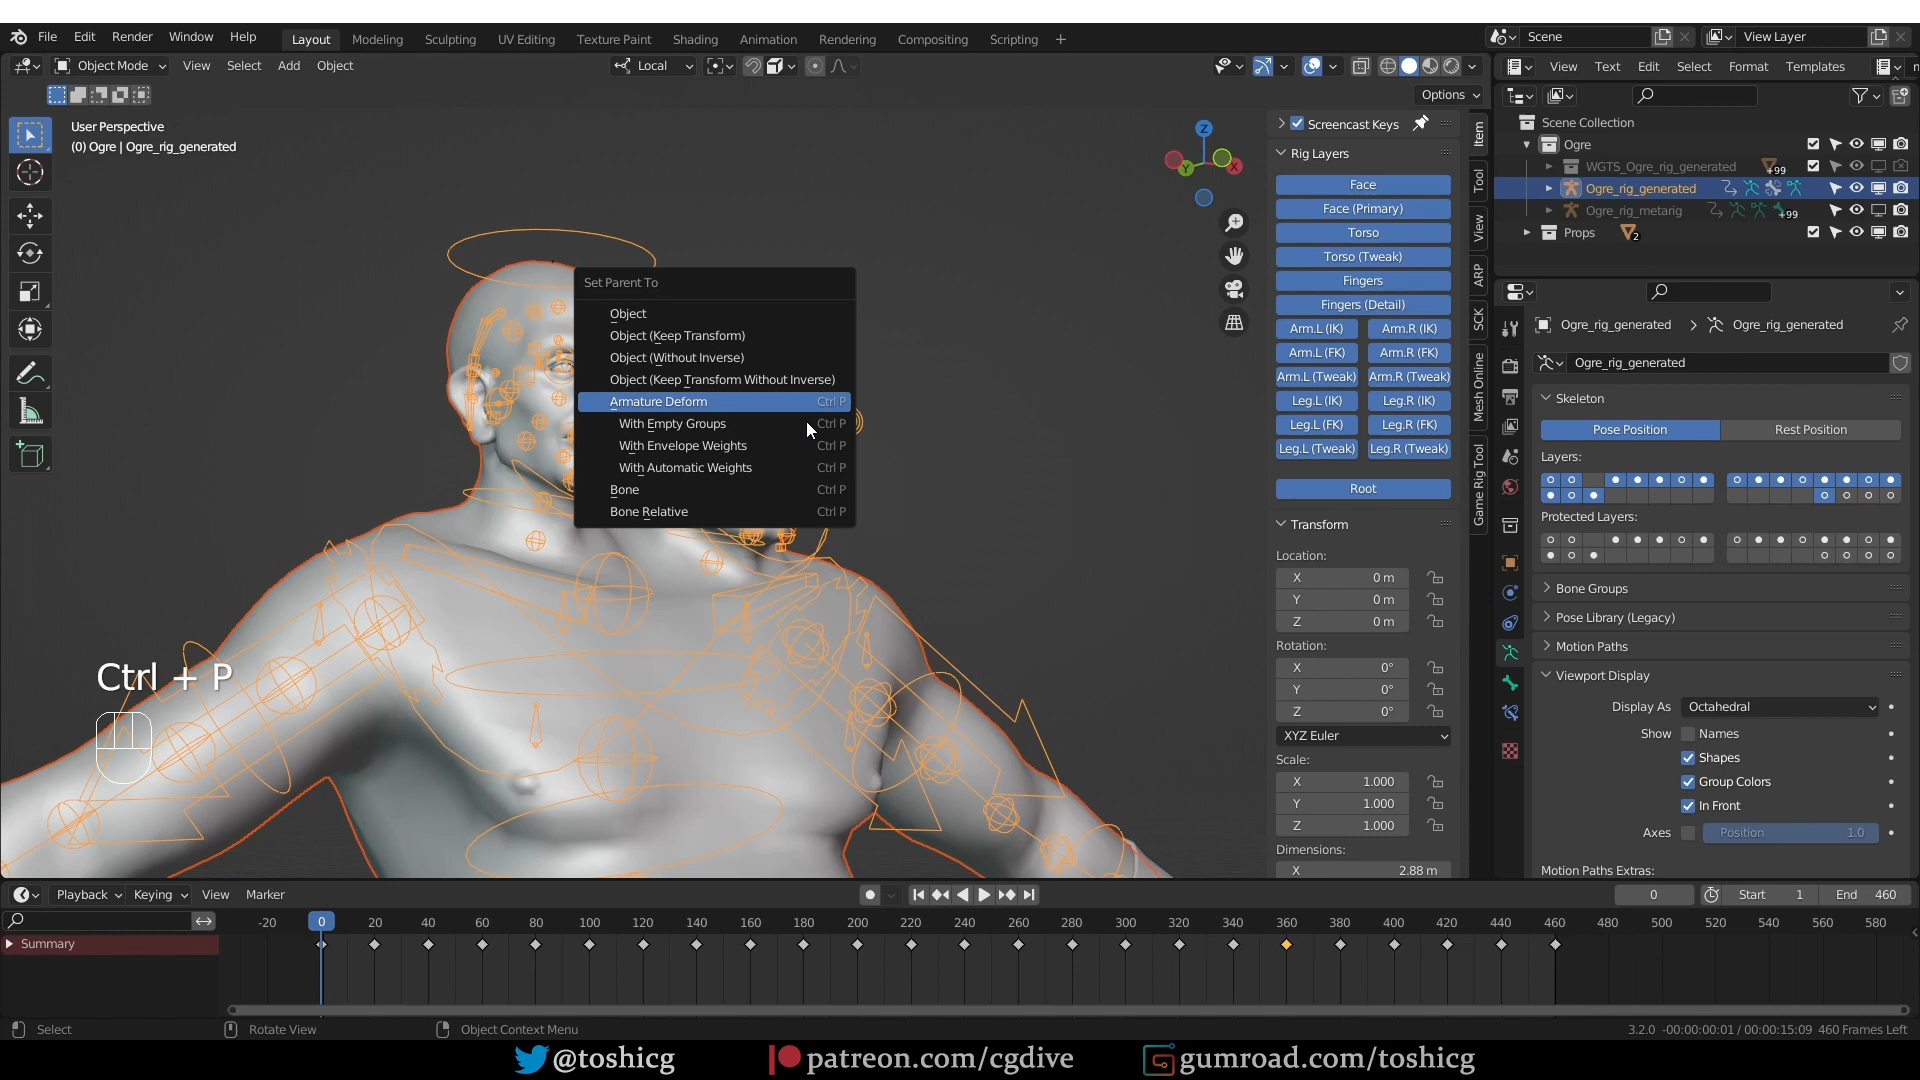 File Edit Render Window Help Layout Modeling Sculpting UV Editing Texture Paint Shading Animation Rendering Compositing Scripting + Scene View Layer
Object Mode View Select Add Object Local View Text Edit Select Format Templates
Options
User Perspective
(0) Ogre | Ogre_rig_generated
Set Parent To
Object
Object (Keep Transform)
Object (Without Inverse)
Object (Keep Transform Without Inverse)
Armature Deform Ctrl P
With Empty Groups Ctrl P
With Envelope Weights Ctrl P
With Automatic Weights Ctrl P
Bone Ctrl P
Bone Relative Ctrl P
Ctrl + P
Z
X
Y
Screencast Keys
Rig Layers
Face
Face (Primary)
Torso
Torso (Tweak)
Fingers
Fingers (Detail)
Arm.L (IK) Arm.R (IK)
Arm.L (FK) Arm.R (FK)
Arm.L (Tweak) Arm.R (Tweak)
Leg.L (IK) Leg.R (IK)
Leg.L (FK) Leg.R (FK)
Leg.L (Tweak) Leg.R (Tweak)
Root
Transform
Location:
X 0 m
Y 0 m
Z 0 m
Rotation:
X 0°
Y 0°
Z 0°
XYZ Euler
Scale:
X 1.000
Y 1.000
Z 1.000
Dimensions:
X 2.88 m
Item
Tool
View
ARP
SCK
Mesh Online
Game Rig Tool
Scene Collection
Ogre
WGTS_Ogre_rig_generated +99
Ogre_rig_generated
Ogre_rig_metarig +99
Props 2
Ogre_rig_generated > Ogre_rig_generated
Ogre_rig_generated
Skeleton
Pose Position Rest Position
Layers:
Protected Layers:
Bone Groups
Pose Library (Legacy)
Motion Paths
Viewport Display
Display As Octahedral
Show Names
Shapes
Group Colors
In Front
Axes Position 1.0
Motion Paths Extras:
Playback Keying View Marker 0 Start 1 End 460
-20 0 20 40 60 80 100 120 140 160 180 200 220 240 260 280 300 320 340 360 380 400 420 440 460 480 500 520 540 560 580
Summary
Select Rotate View Object Context Menu 3.2.0 -00:00:00:01 / 00:00:15:09 460 Frames Left
@toshicg patreon.com/cgdive gumroad.com/toshicg